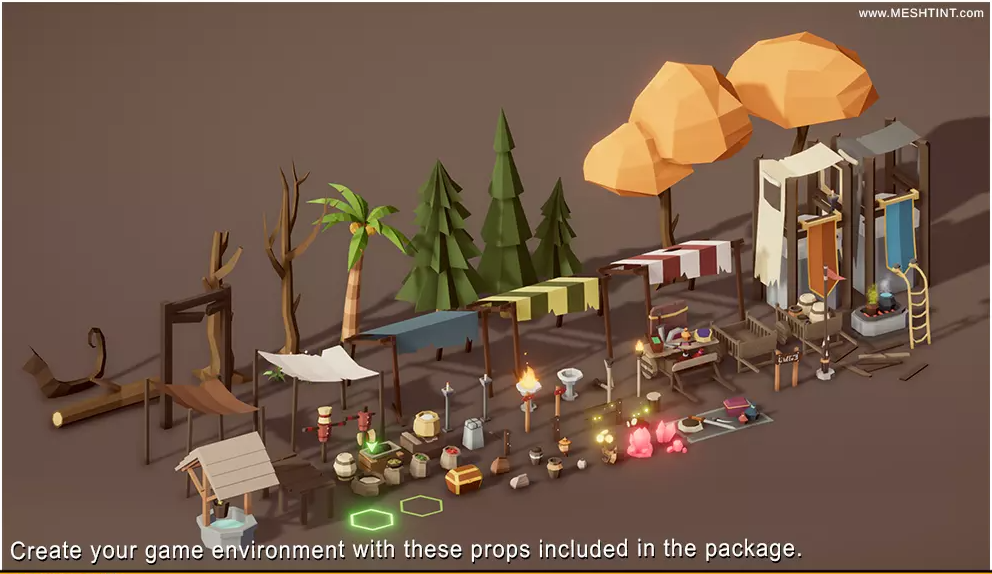 www.MESHTINT.com
Create your game environment with these props included in the package.